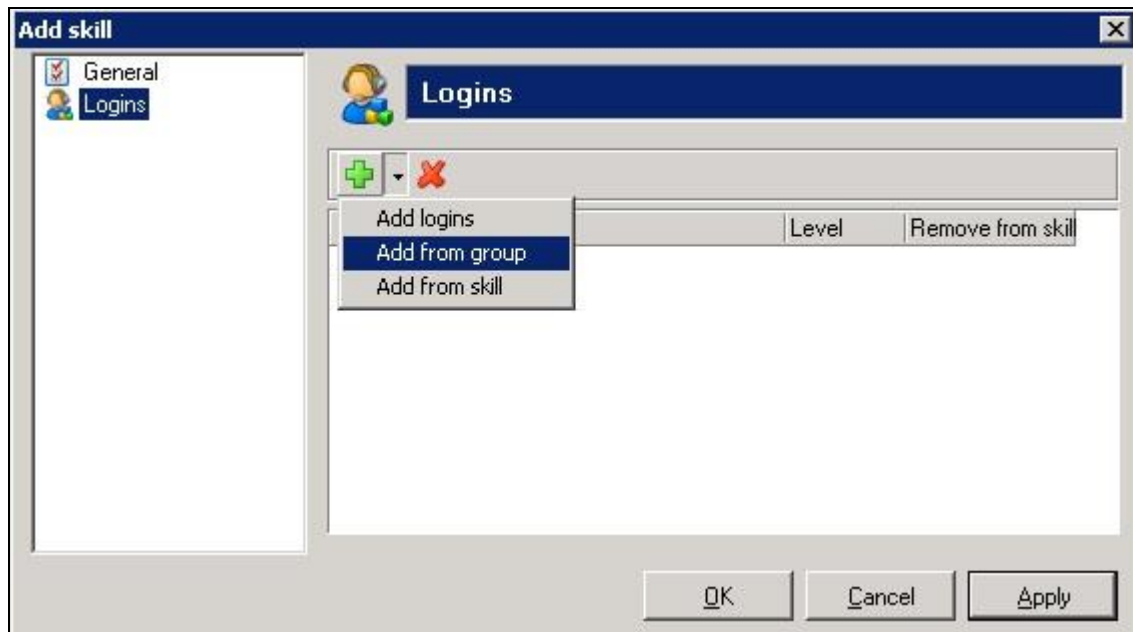 Add skill
General
Logins
Logins
Add logins
Add from group
Add from skill
Level
Remove from skill
OK
Cancel
Apply